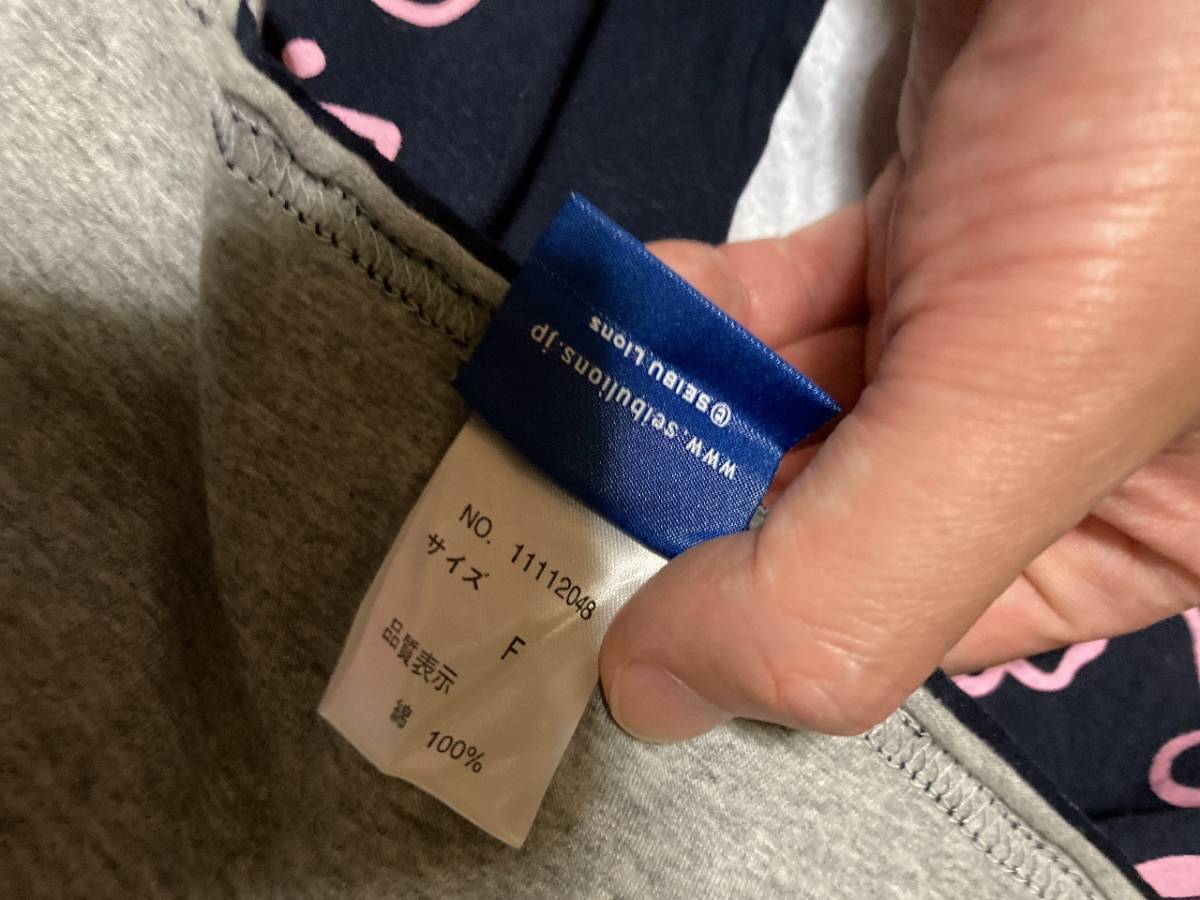 www.seibulions.jp
©SEIBU Lions
NO. 11112048
サイズ F
品質表示
綿 100%